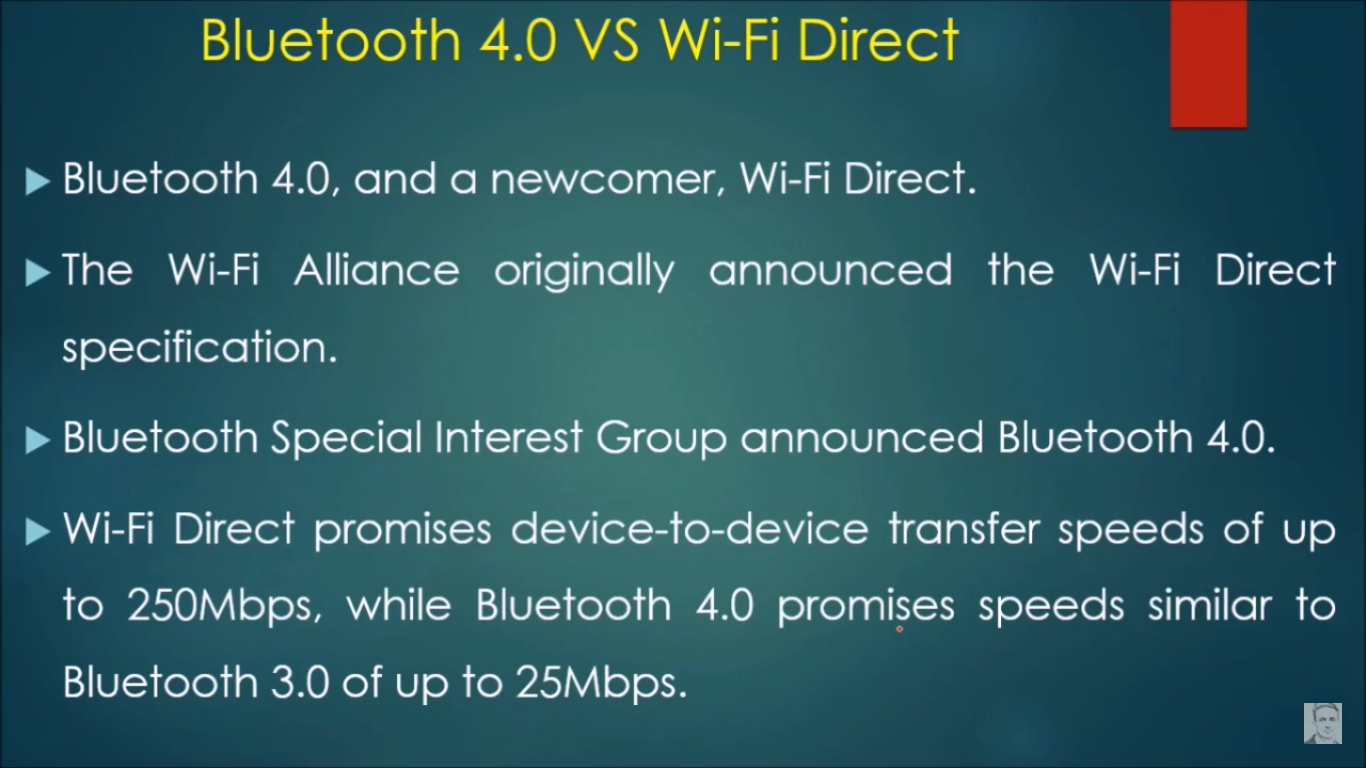 Bluetooth 4.0 VS Wi-Fi Direct
Bluetooth 4.0, and a newcomer, Wi-Fi Direct.
The Wi-Fi Alliance originally announced the Wi-Fi Direct
specification.
Bluetooth Special Interest Group announced Bluetooth 4.0.
Wi-Fi Direct promises device-to-device transfer speeds of up
to 250Mbps, while Bluetooth 4.0 promises speeds similar to
Bluetooth 3.0 of up to 25Mbps.